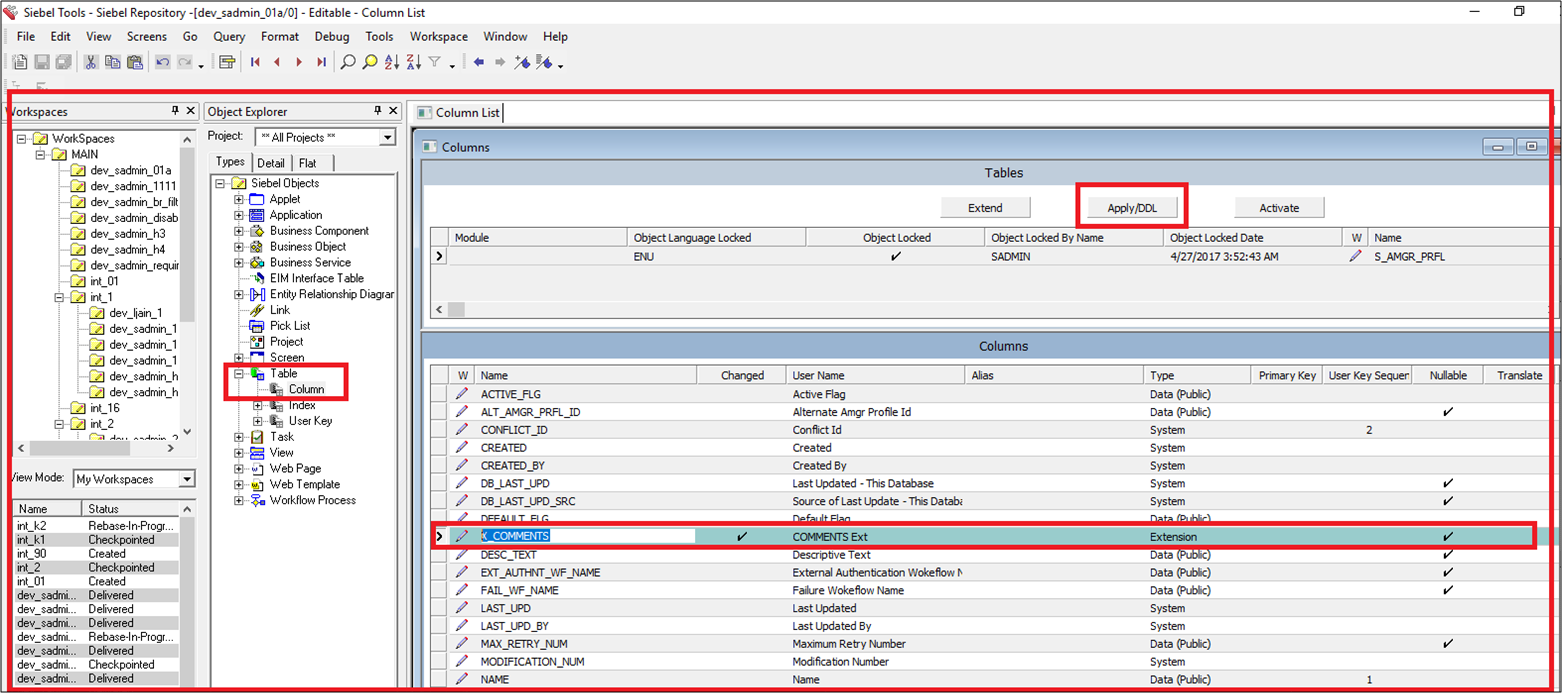 Siebel Tools - Siebel Repository -[dev_sadmin_01a/0] - Editable - Column List
File Edit View Screens Go Query Format Debug Tools Workspace Window Help
Workspaces
WorkSpaces
MAIN
dev_sadmin_01a
dev_sadmin_1111
dev_sadmin_br_filt
dev_sadmin_disab
dev_sadmin_h3
dev_sadmin_h4
dev_sadmin_requir
int_01
int_1
dev_ljain_1
dev_sadmin_1
dev_sadmin_1
dev_sadmin_1
dev_sadmin_h
dev_sadmin_h
int_16
int_2
dev_sadmin_2
View Mode: My Workspaces
Name Status
int_k2 Rebase-In-Progr...
int_k1 Checkpointed
int_90 Created
int_2 Checkpointed
int_01 Created
dev_sadmi... Delivered
dev_sadmi... Delivered
dev_sadmi... Delivered
dev_sadmi... Rebase-In-Progr...
dev_sadmi... Delivered
dev_sadmi... Checkpointed
dev_sadmi... Delivered
Object Explorer
Project: ** All Projects **
Types Detail Flat
Siebel Objects
Applet
Application
Business Component
Business Object
Business Service
EIM Interface Table
Entity Relationship Diagrar
Link
Pick List
Project
Screen
Table
Column
Index
User Key
Task
View
Web Page
Web Template
Workflow Process
Column List
Columns
Tables
Extend Apply/DDL Activate
Module Object Language Locked Object Locked Object Locked By Name Object Locked Date W Name
ENU ✓ SADMIN 4/27/2017 3:52:43 AM S_AMGR_PRFL
Columns
W Name Changed User Name Alias Type Primary Key User Key Sequen Nullable Translate
ACTIVE_FLG Active Flag Data (Public)
ALT_AMGR_PRFL_ID Alternate Amgr Profile Id Data (Public) ✓
CONFLICT_ID Conflict Id System 2
CREATED Created System
CREATED_BY Created By System
DB_LAST_UPD Last Updated - This Database System ✓
DB_LAST_UPD_SRC Source of Last Update - This Databa System ✓
DEFAULT_FLG Default Flag Data (Public)
X_COMMENTS ✓ COMMENTS Ext Extension ✓
DESC_TEXT Descriptive Text Data (Public) ✓
EXT_AUTHNT_WF_NAME External Authentication Wokeflow N Data (Public) ✓
FAIL_WF_NAME Failure Wokeflow Name Data (Public) ✓
LAST_UPD Last Updated System
LAST_UPD_BY Last Updated By System
MAX_RETRY_NUM Maximum Retry Number Data (Public) ✓
MODIFICATION_NUM Modification Number System
NAME Name Data (Public) 1